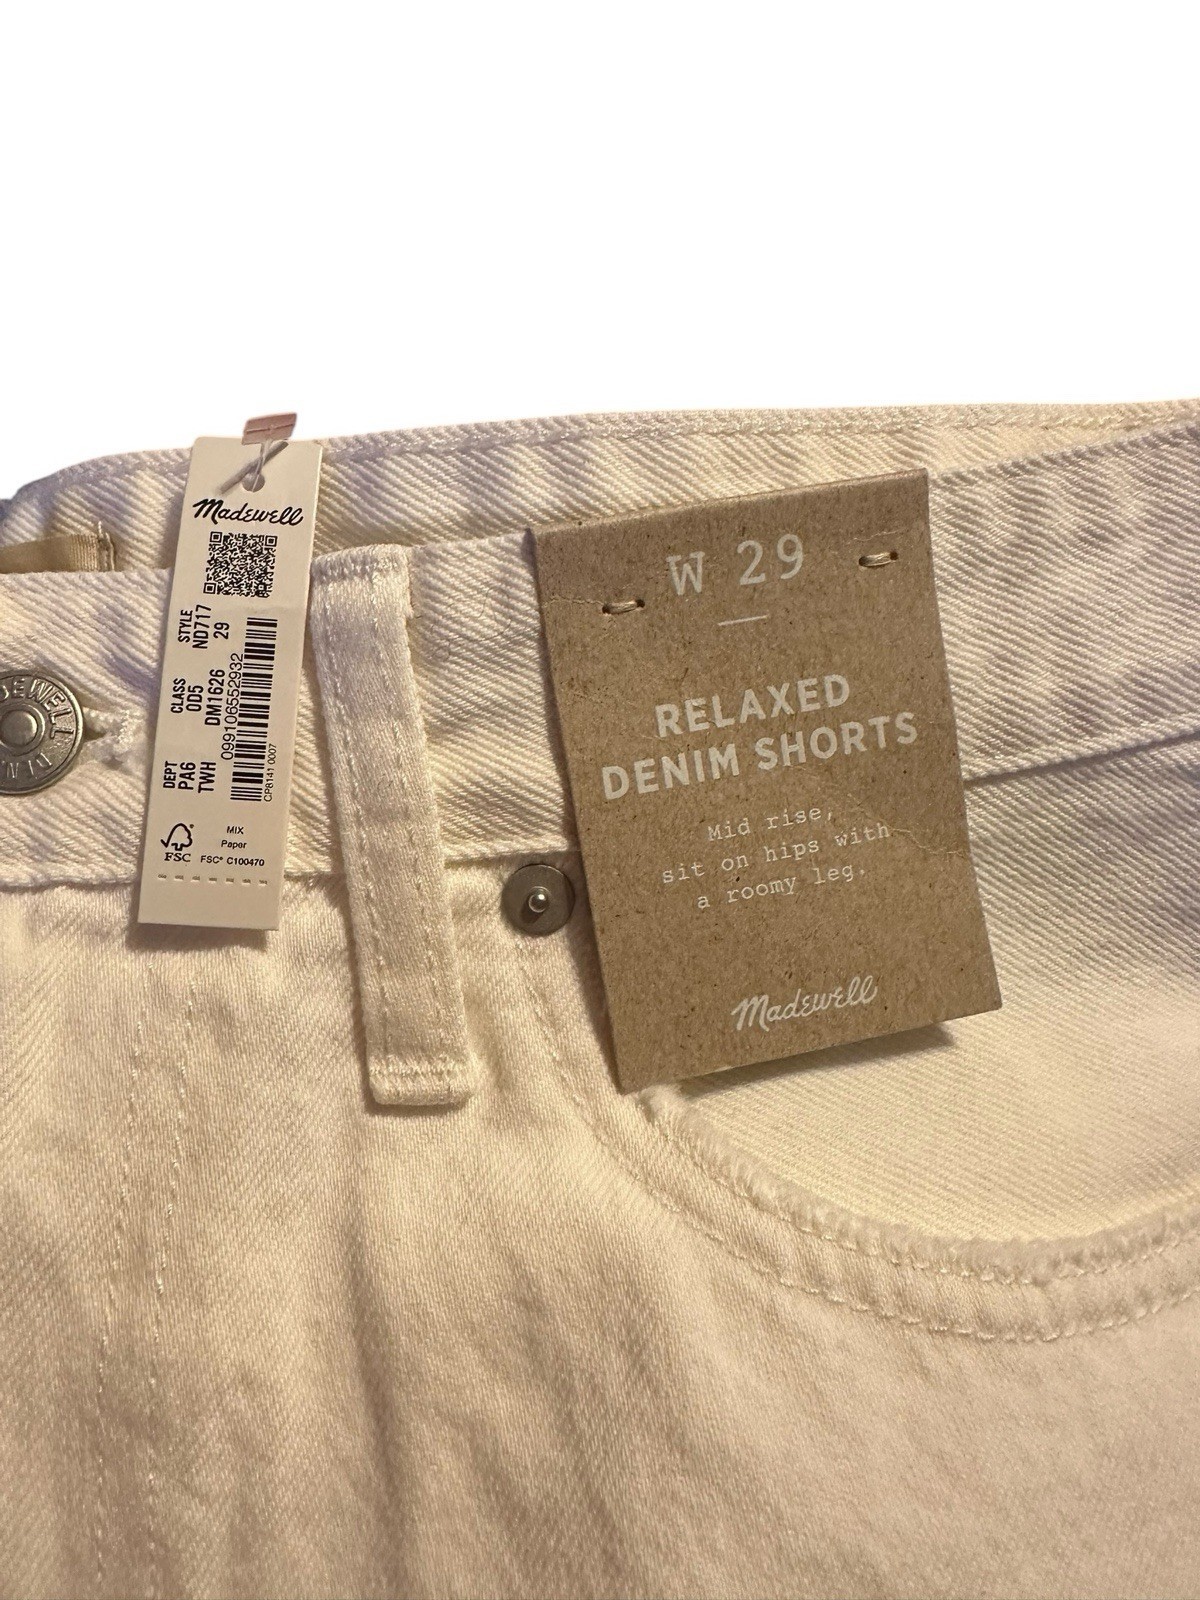 Madewell
STYLE
ND717
29
CLASS
0D5
DM1626
DEPT
PA6
TWH
099106552932
CP8141 0007
FSC
MIX
Paper
FSC® C100470
W 29
RELAXED
DENIM SHORTS
Mid rise,
sit on hips with
a roomy leg.
Madewell